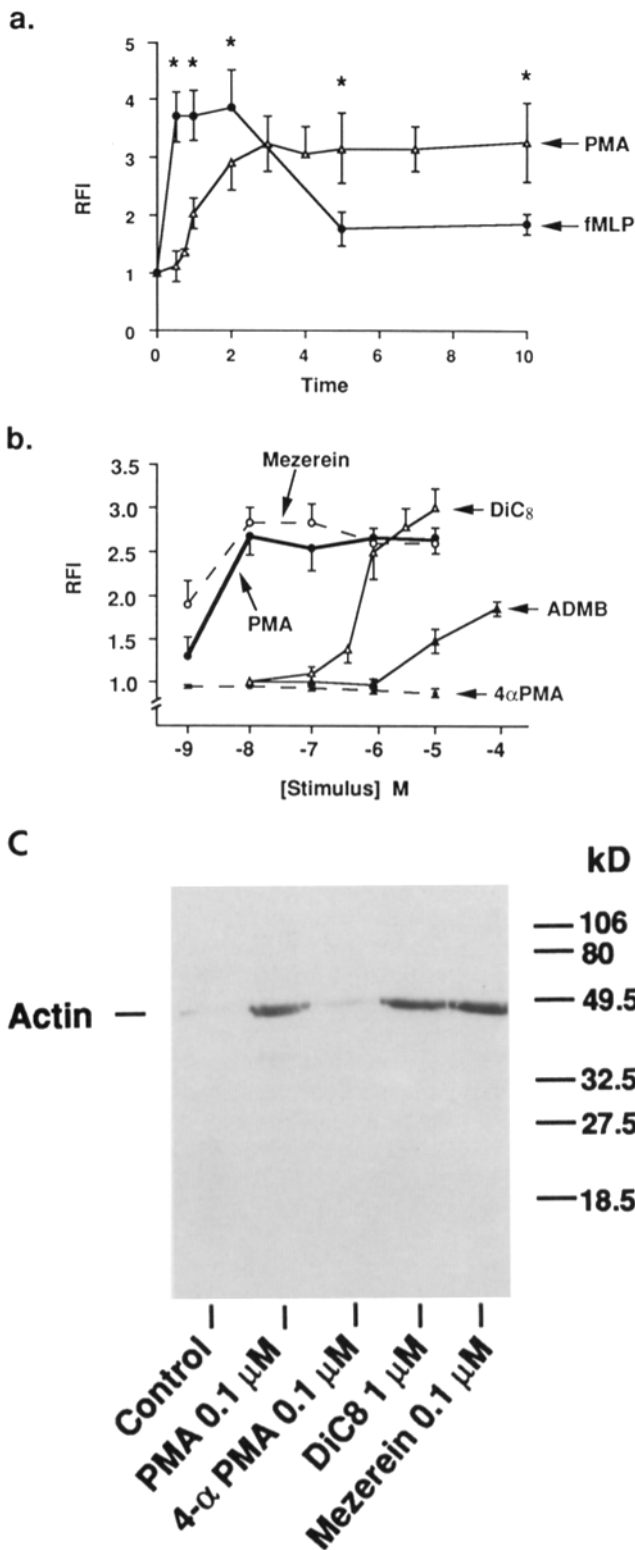 a.
* * * * *
5
4
3
2
1
0
RFI
PMA
fMLP
0 2 4 6 8 10
Time
b.
3.5
3.0
2.5
2.0
1.5
1.0
RFI
Mezerein
PMA
DiC8
ADMB
4αPMA
-9 -8 -7 -6 -5 -4
[Stimulus] M
C
kD
106
80
Actin
49.5
32.5
27.5
18.5
Control
PMA 0.1 μM
4-α PMA 0.1 μM
DiC8 1 μM
Mezerein 0.1 μM